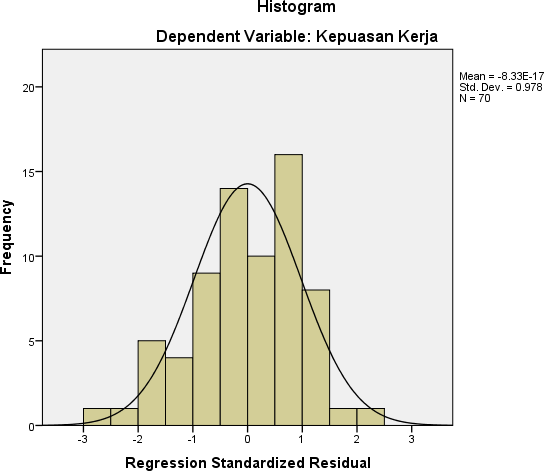 Histogram
Dependent Variable: Kepuasan Kerja
Mean = -8.33E-17
Std. Dev. = 0.978
N = 70
Frequency
20
15
10
5
0
-3 -2 -1 0 1 2 3
Regression Standardized Residual